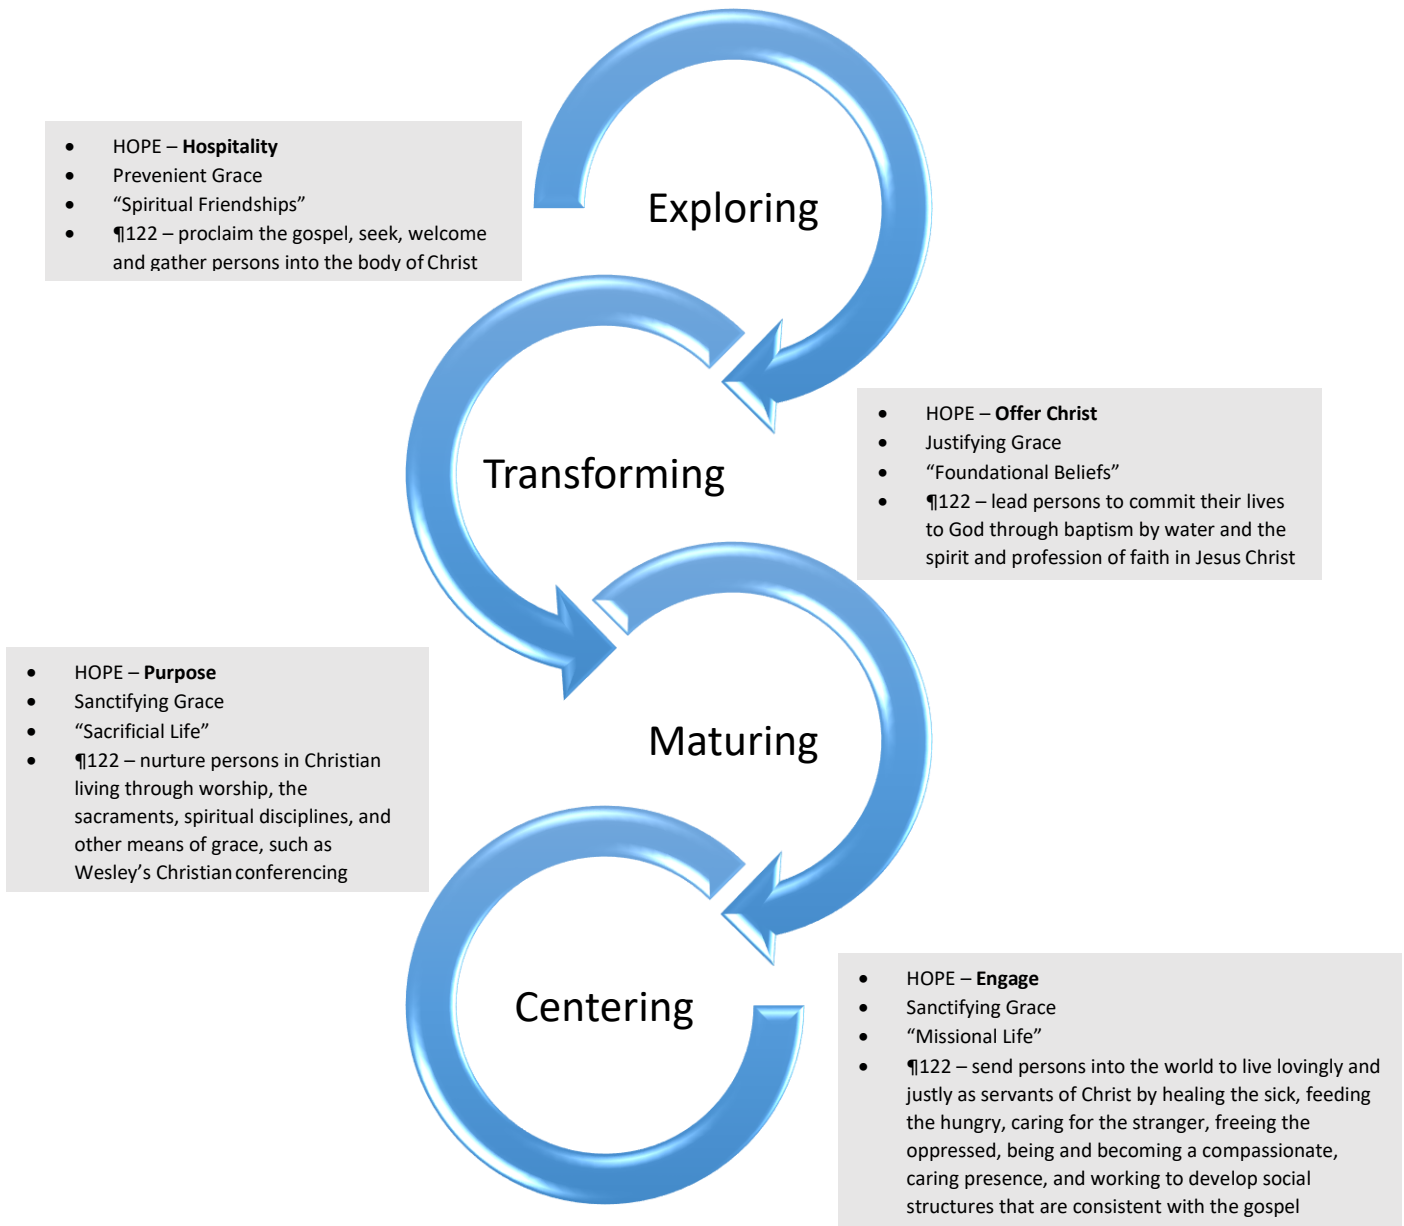 • HOPE – Hospitality
• Prevenient Grace
• “Spiritual Friendships”
• ¶122 – proclaim the gospel, seek, welcome
and gather persons into the body of Christ
Exploring
• HOPE – Offer Christ
• Justifying Grace
• “Foundational Beliefs”
• ¶122 – lead persons to commit their lives
to God through baptism by water and the
spirit and profession of faith in Jesus Christ
Transforming
• HOPE – Purpose
• Sanctifying Grace
• “Sacrificial Life”
• ¶122 – nurture persons in Christian
living through worship, the
sacraments, spiritual disciplines, and
other means of grace, such as
Wesley’s Christian conferencing
Maturing
Centering
• HOPE – Engage
• Sanctifying Grace
• “Missional Life”
• ¶122 – send persons into the world to live lovingly and
justly as servants of Christ by healing the sick, feeding
the hungry, caring for the stranger, freeing the
oppressed, being and becoming a compassionate,
caring presence, and working to develop social
structures that are consistent with the gospel